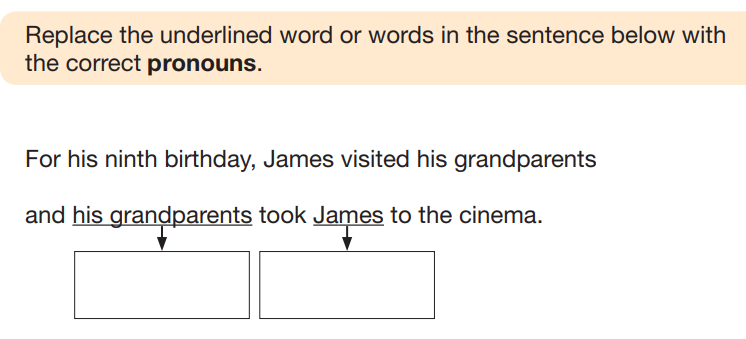 Replace the underlined word or words in the sentence below with
the correct pronouns.
For his ninth birthday, James visited his grandparents
and his grandparents took James to the cinema.